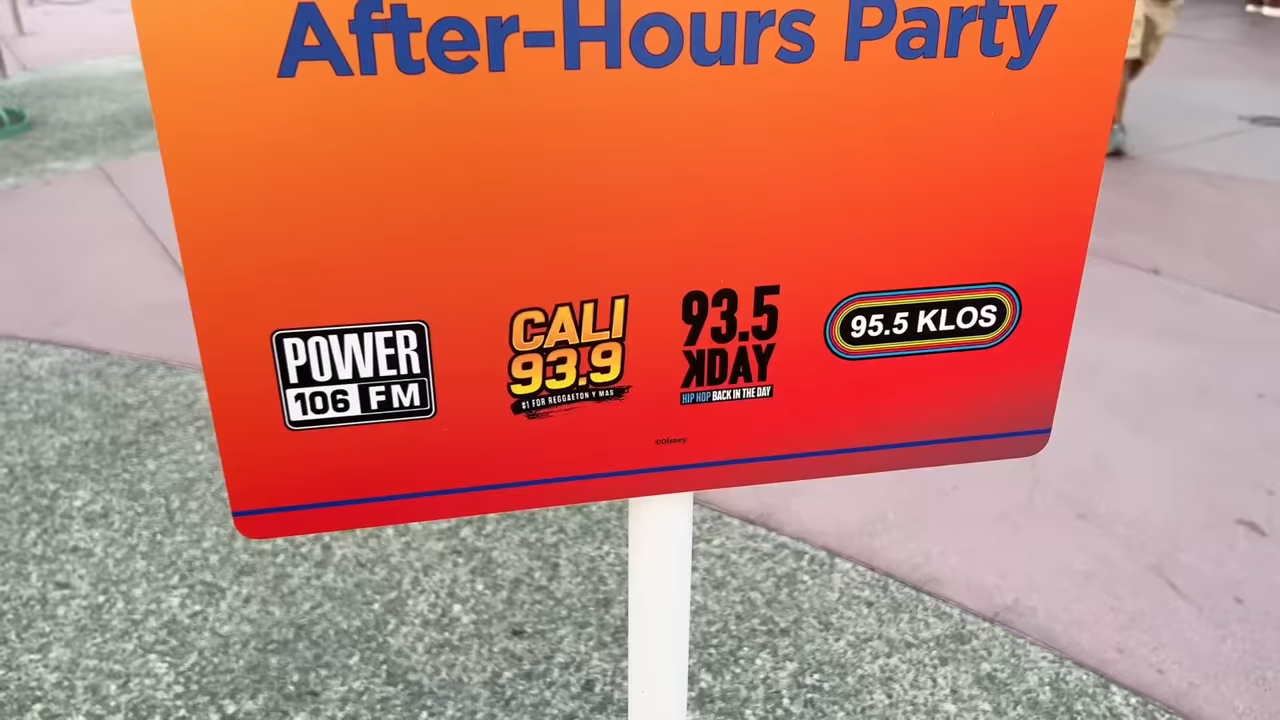 After-Hours Party
POWER
106 FM
CALI
93.9
#1 FOR REGGAETON Y MAS
93.5
KDAY
HIP HOP BACK IN THE DAY
95.5 KLOS
©Disney